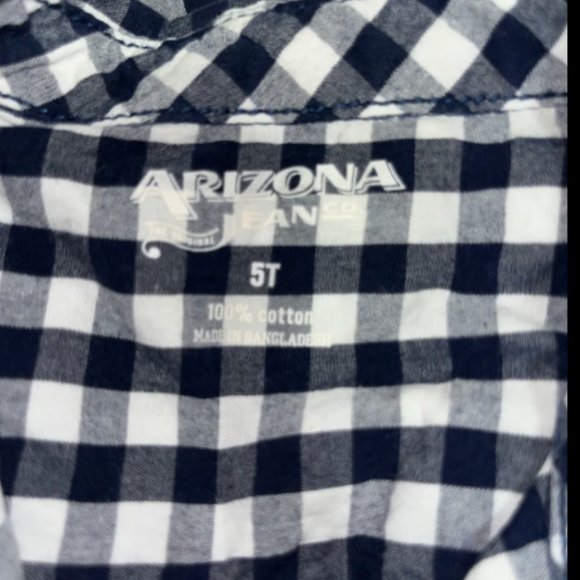 ARIZONA
JEAN CO.
THE ORIGINAL
5T
100% cotton
MADE IN BANGLADESH